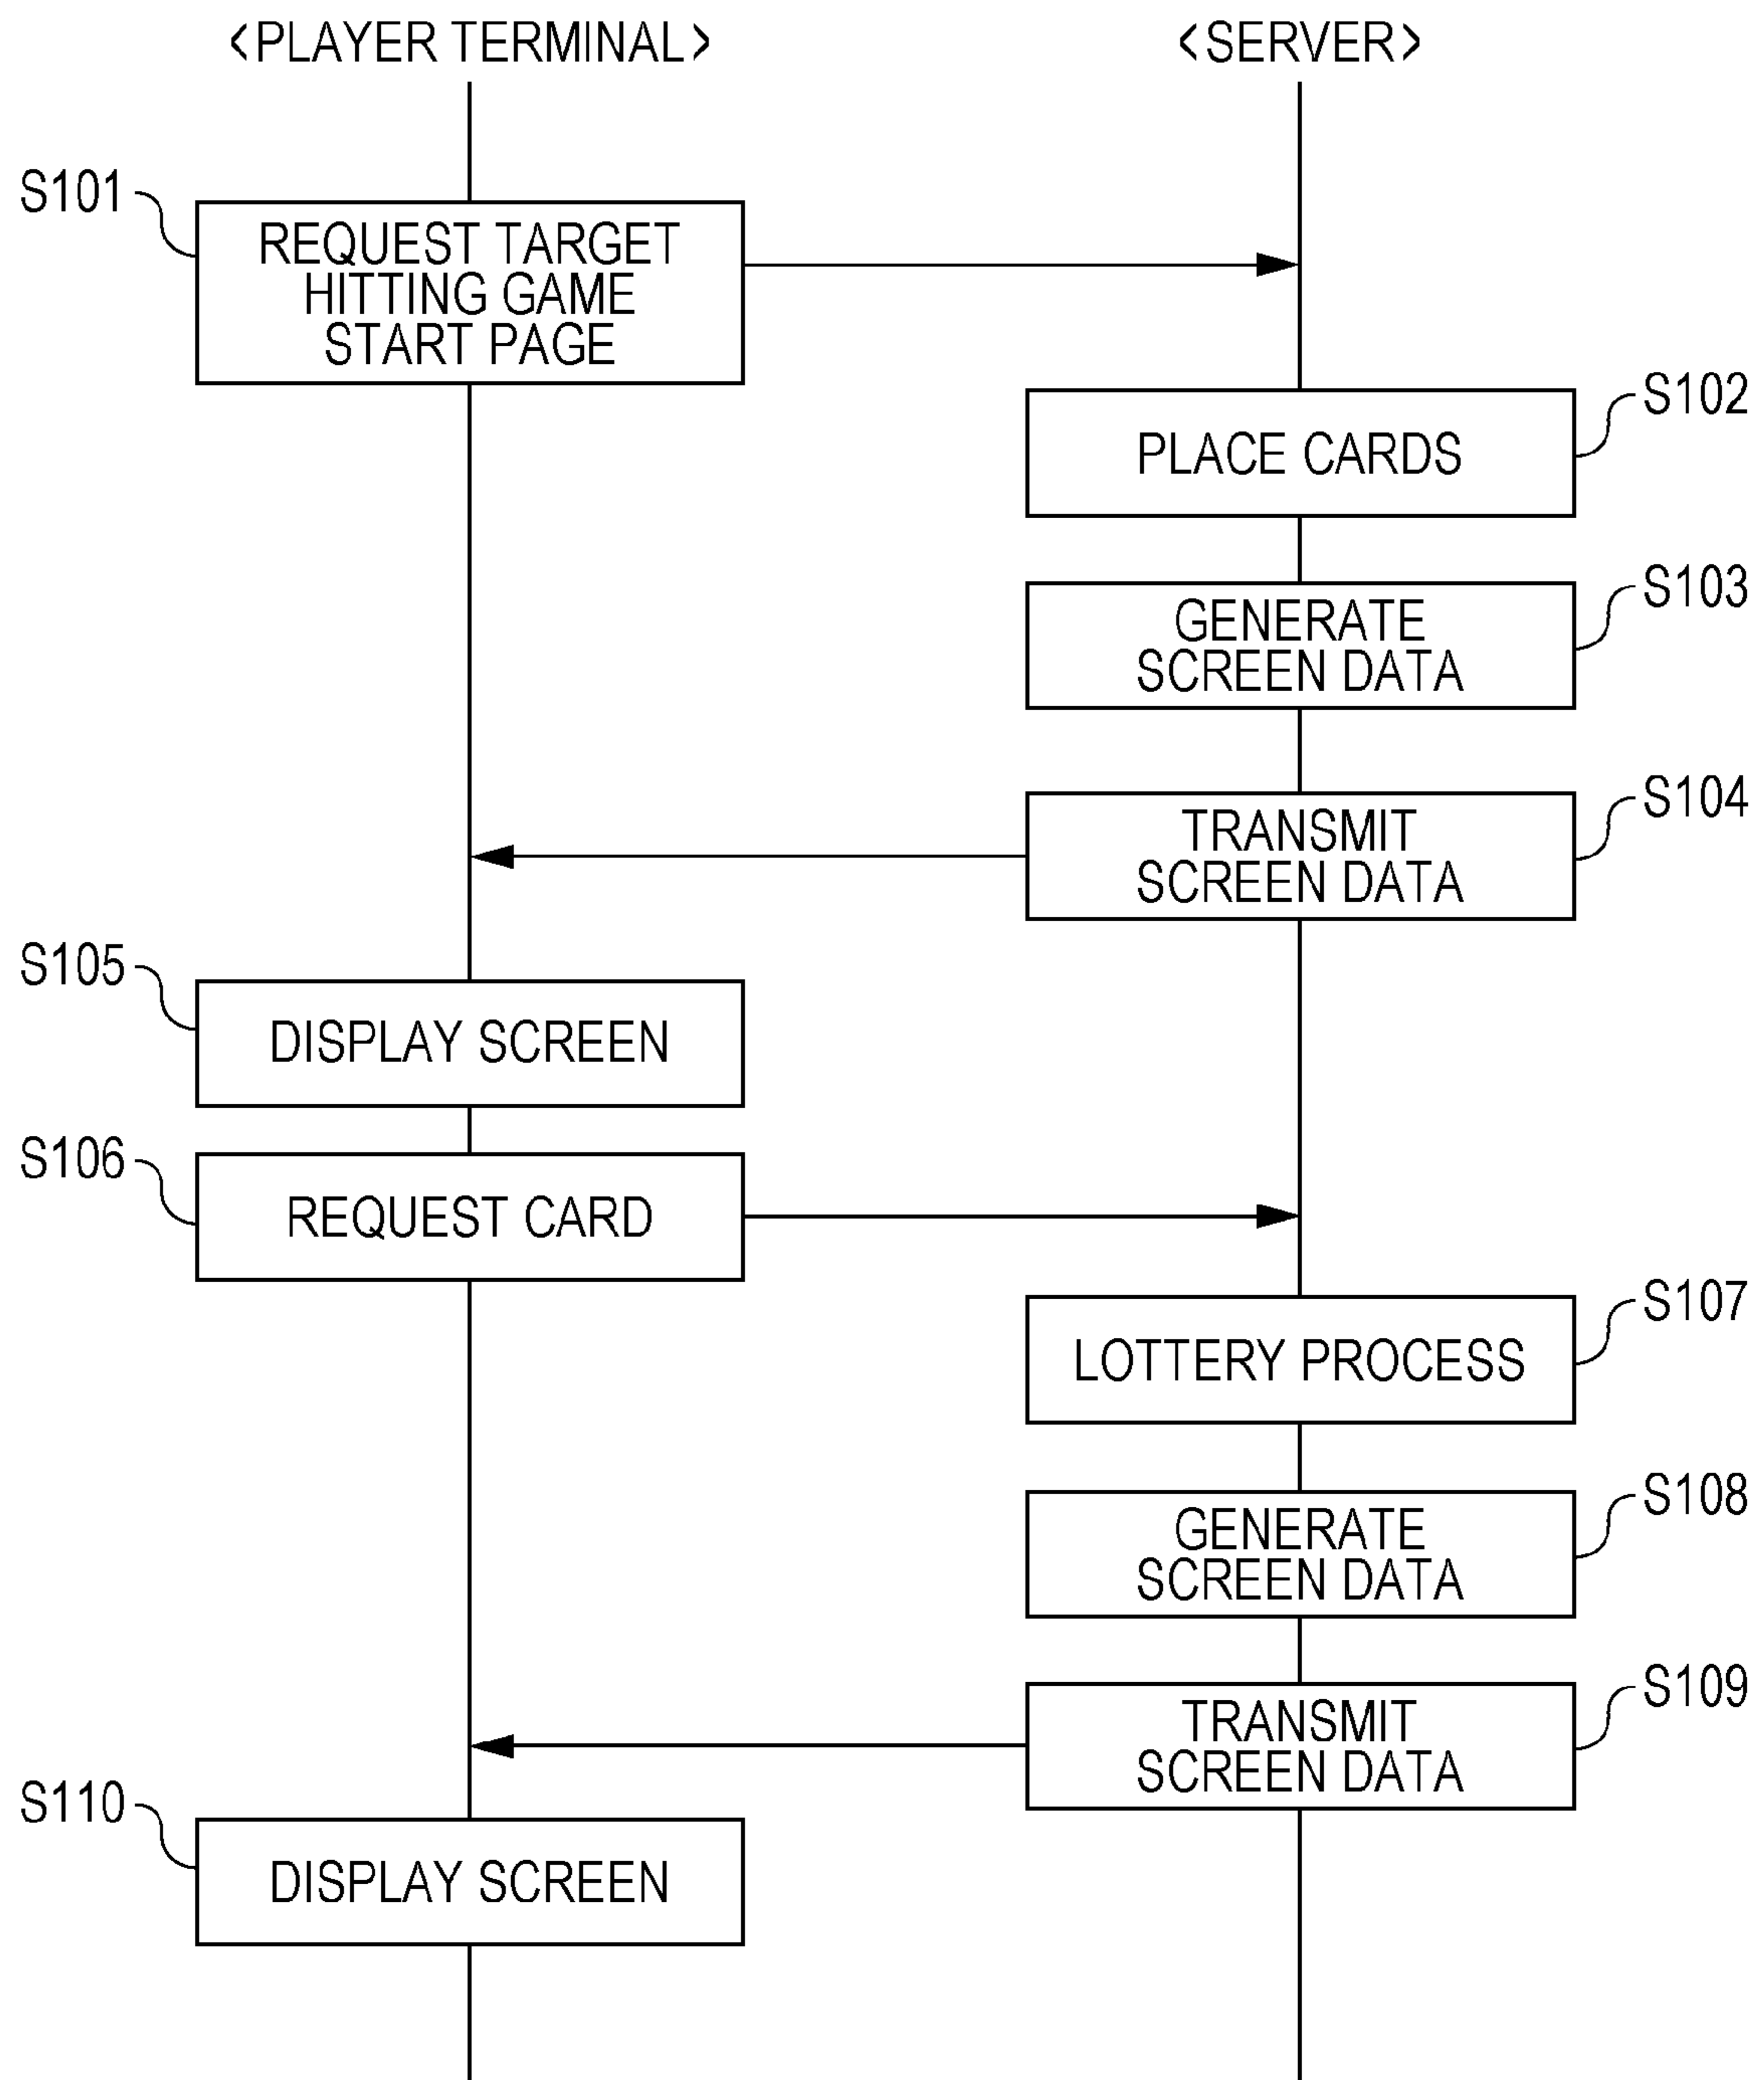 <PLAYER TERMINAL>
<SERVER>
S101
REQUEST TARGET
HITTING GAME
START PAGE
S102
PLACE CARDS
S103
GENERATE
SCREEN DATA
S104
TRANSMIT
SCREEN DATA
S105
DISPLAY SCREEN
S106
REQUEST CARD
S107
LOTTERY PROCESS
S108
GENERATE
SCREEN DATA
S109
TRANSMIT
SCREEN DATA
S110
DISPLAY SCREEN